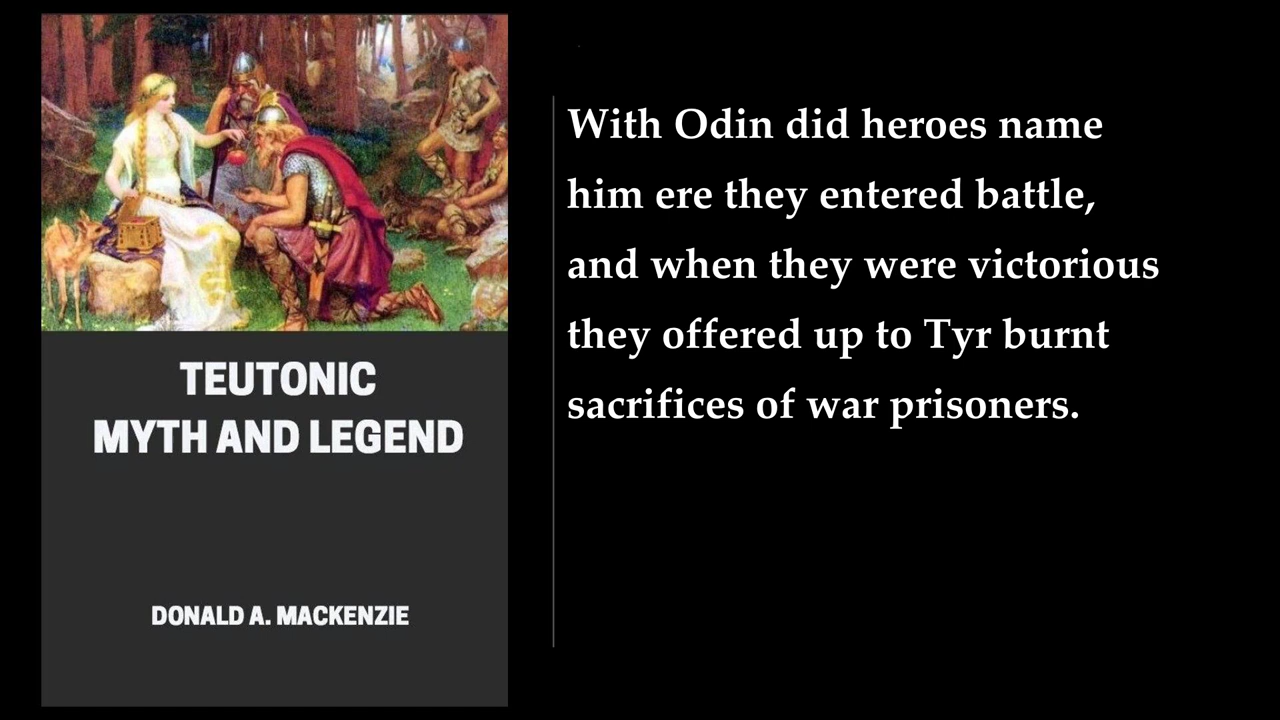 TEUTONIC
MYTH AND LEGEND
DONALD A. MACKENZIE
With Odin did heroes name
him ere they entered battle,
and when they were victorious
they offered up to Tyr burnt
sacrifices of war prisoners.